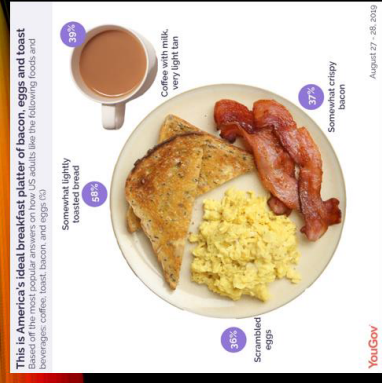 This is America's ideal breakfast platter of bacon, eggs and toast
Based off the most popular answers on how US adults like the following foods and
beverages: coffee, toast, bacon, and eggs (%)
39%
Coffee with milk,
very light tan
Somewhat lightly
toasted bread
58%
37%
Somewhat crispy
bacon
36%
Scrambled
eggs
YouGov
August 27 - 28, 2019